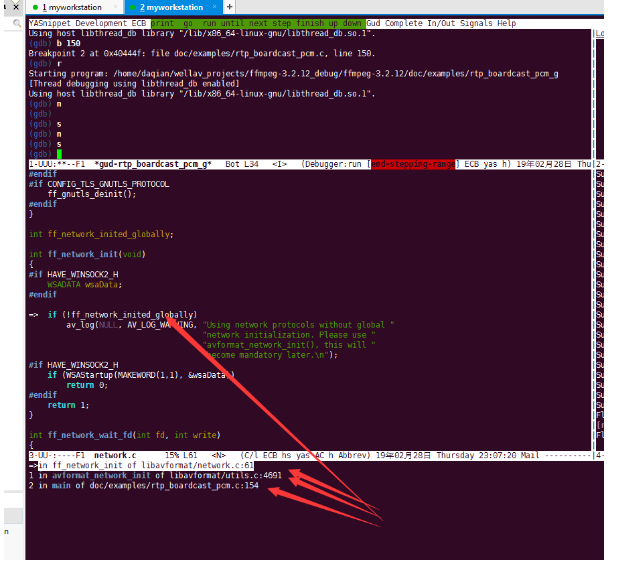 1 myworkstation × 2 myworkstation × +
YASnippet Development ECB print go run until next step finish up down Gud Complete In/Out Signals Help
Using host libthread_db library "/lib/x86_64-linux-gnu/libthread_db.so.1".
(gdb) b 150
Breakpoint 2 at 0x40444f: file doc/examples/rtp_boardcast_pcm.c, line 150.
(gdb) r
Starting program: /home/daqian/wellav_projects/ffmpeg-3.2.12_debug/ffmpeg-3.2.12/doc/examples/rtp_boardcast_pcm_g
[Thread debugging using libthread_db enabled]
Using host libthread_db library "/lib/x86_64-linux-gnu/libthread_db.so.1".
(gdb) n
(gdb)
(gdb) s
(gdb) n
(gdb) s
(gdb)
1-UUU:**--F1 *gud-rtp_boardcast_pcm_g* Bot L34 <I> (Debugger:run [end-stepping-range] ECB yas h) 19年02月28日 Thu 2-
#endif
#if CONFIG_TLS_GNUTLS_PROTOCOL
ff_gnutls_deinit();
#endif
}
int ff_network_inited_globally;
int ff_network_init(void)
{
#if HAVE_WINSOCK2_H
WSADATA wsaData;
#endif
=> if (!ff_network_inited_globally)
av_log(NULL, AV_LOG_WARNING, "Using network protocols without global "
"network initialization. Please use "
"avformat_network_init(), this will "
"become mandatory later.\n");
#if HAVE_WINSOCK2_H
if (WSAStartup(MAKEWORD(1,1), &wsaData))
return 0;
#endif
return 1;
}
int ff_network_wait_fd(int fd, int write)
{
3-UU-:----F1 network.c 15% L61 <N> (C/l ECB hs yas AC h Abbrev) 19年02月28日 Thursday 23:07:20 Mail ---------- 4-
=>in ff_network_init of libavformat/network.c:61
1 in avformat_network_init of libavformat/utils.c:4691
2 in main of doc/examples/rtp_boardcast_pcm.c:154